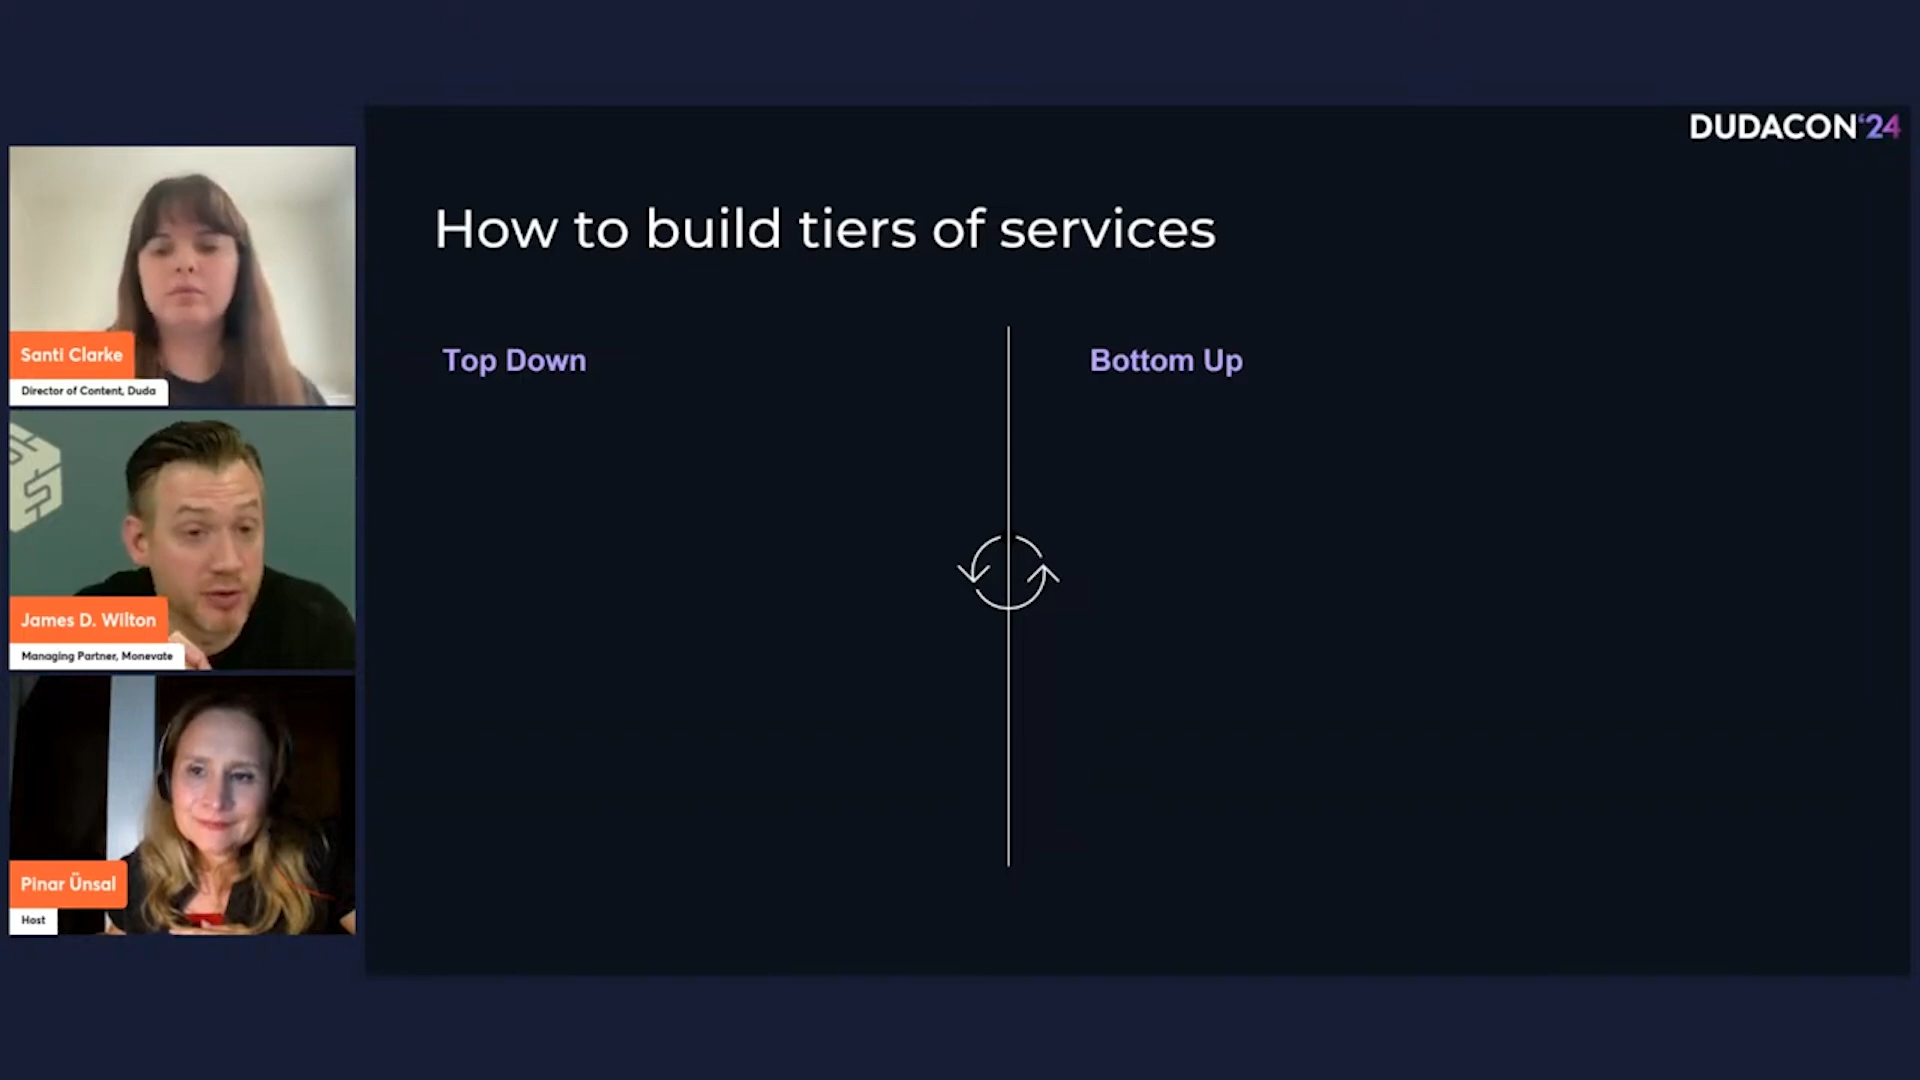 DUDACON'24
How to build tiers of services
Top Down
Bottom Up
Santi Clarke
Director of Content, Duda
James D. Wilton
Managing Partner, Monevate
Pinar Ünsal
Host